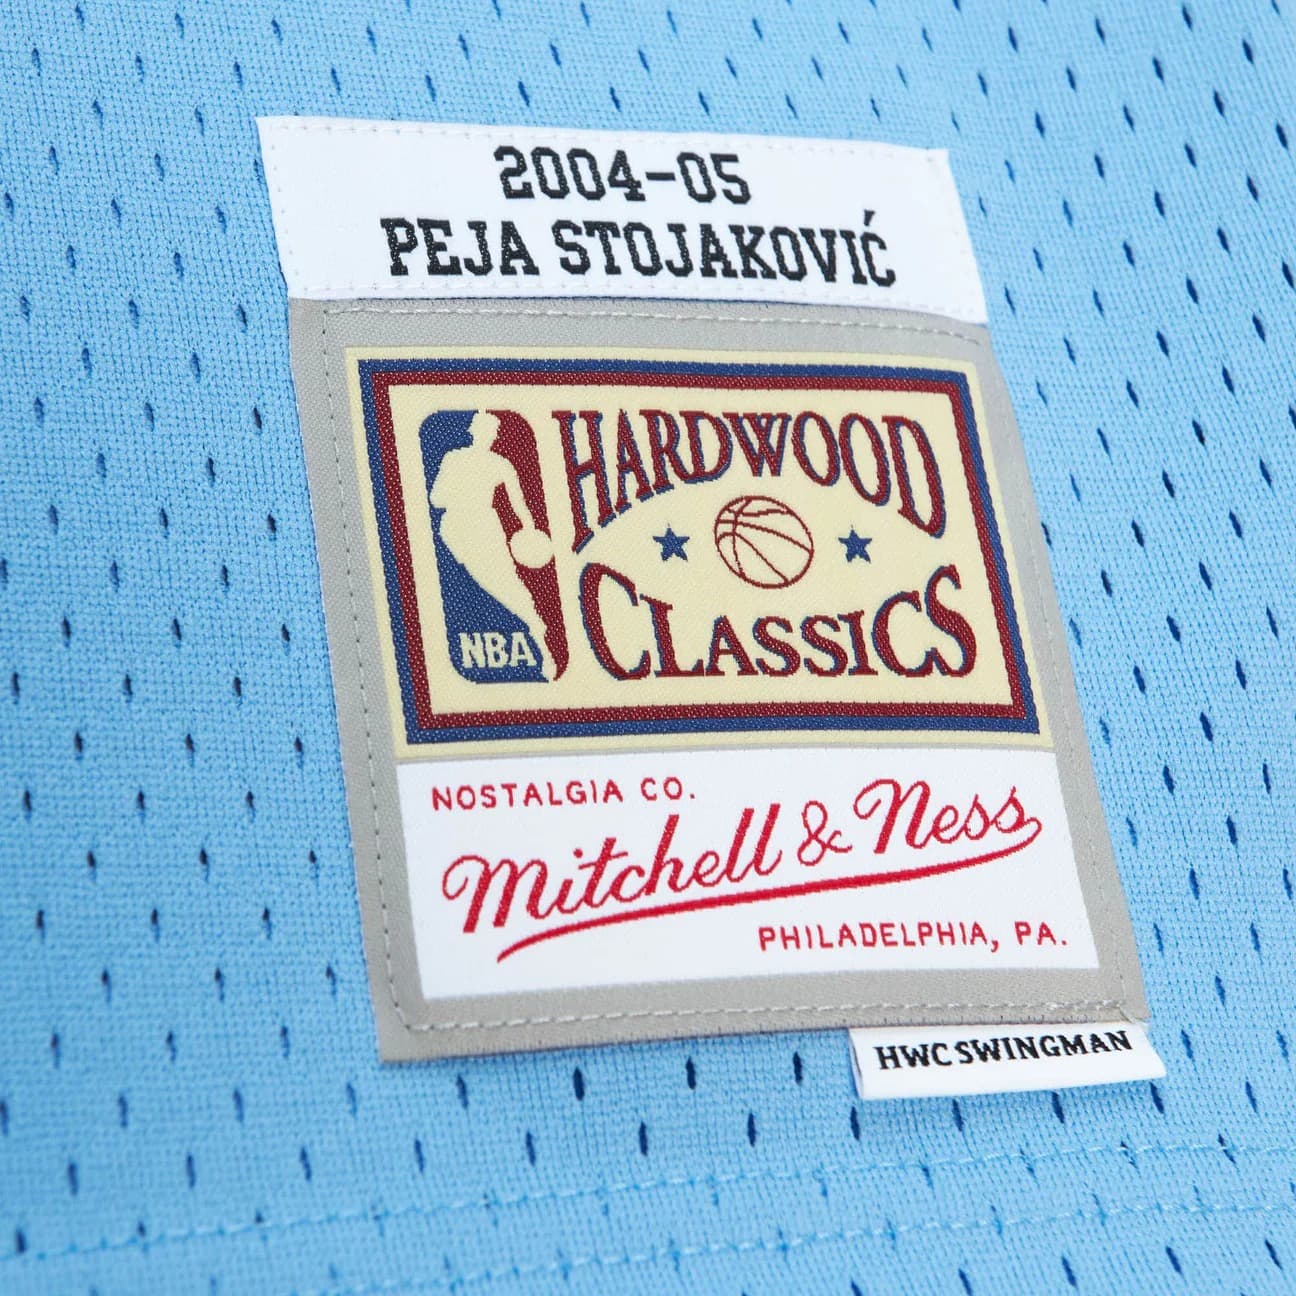 2004-05
PEJA STOJAKOVIĆ
HARDWOOD
CLASSICS
NBA
NOSTALGIA CO.
Mitchell & Ness
PHILADELPHIA, PA.
HWC SWINGMAN